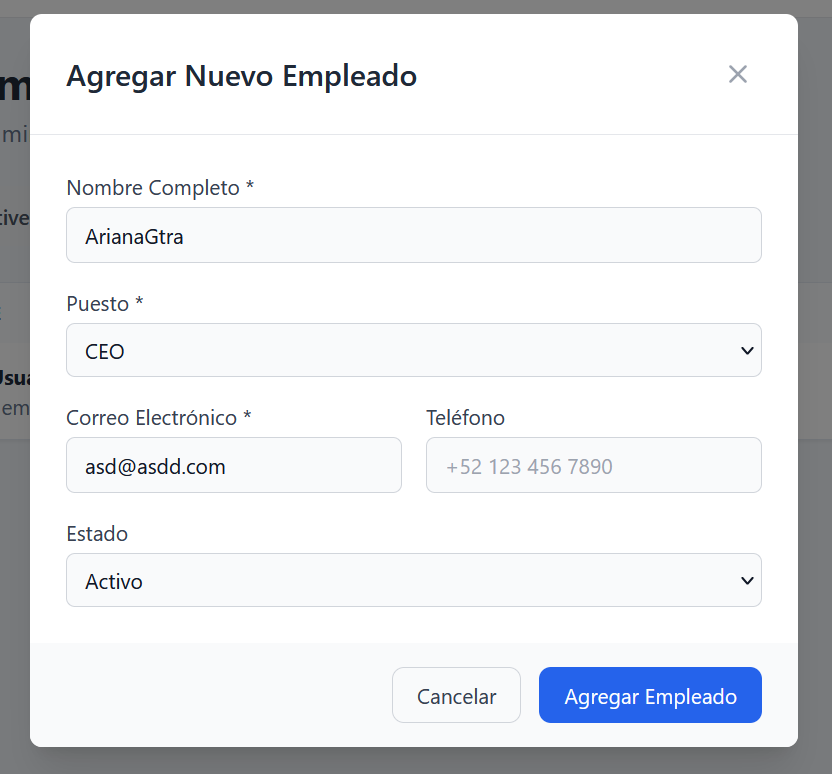 Agregar Nuevo Empleado
Nombre Completo *
ArianaGtra
Puesto *
CEO
Correo Electrónico *
Teléfono
asd@asdd.com
+52 123 456 7890
Estado
Activo
Cancelar
Agregar Empleado